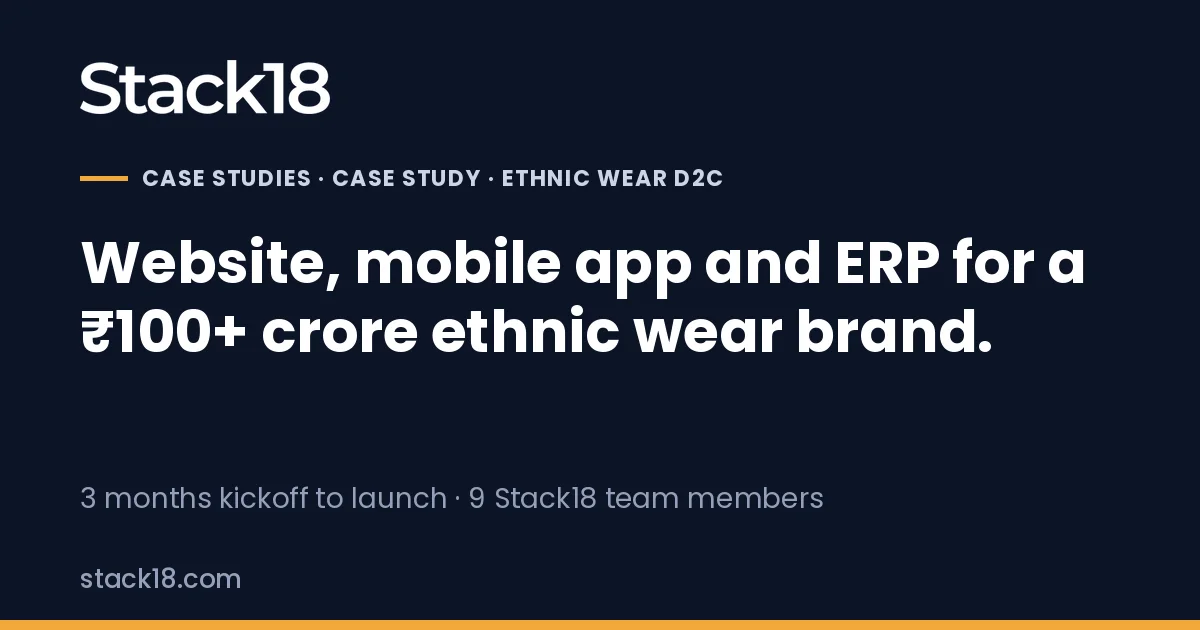 Stack18
CASE STUDIES · CASE STUDY · ETHNIC WEAR D2C
Website, mobile app and ERP for a
₹100+ crore ethnic wear brand.
3 months kickoff to launch · 9 Stack18 team members
stack18.com